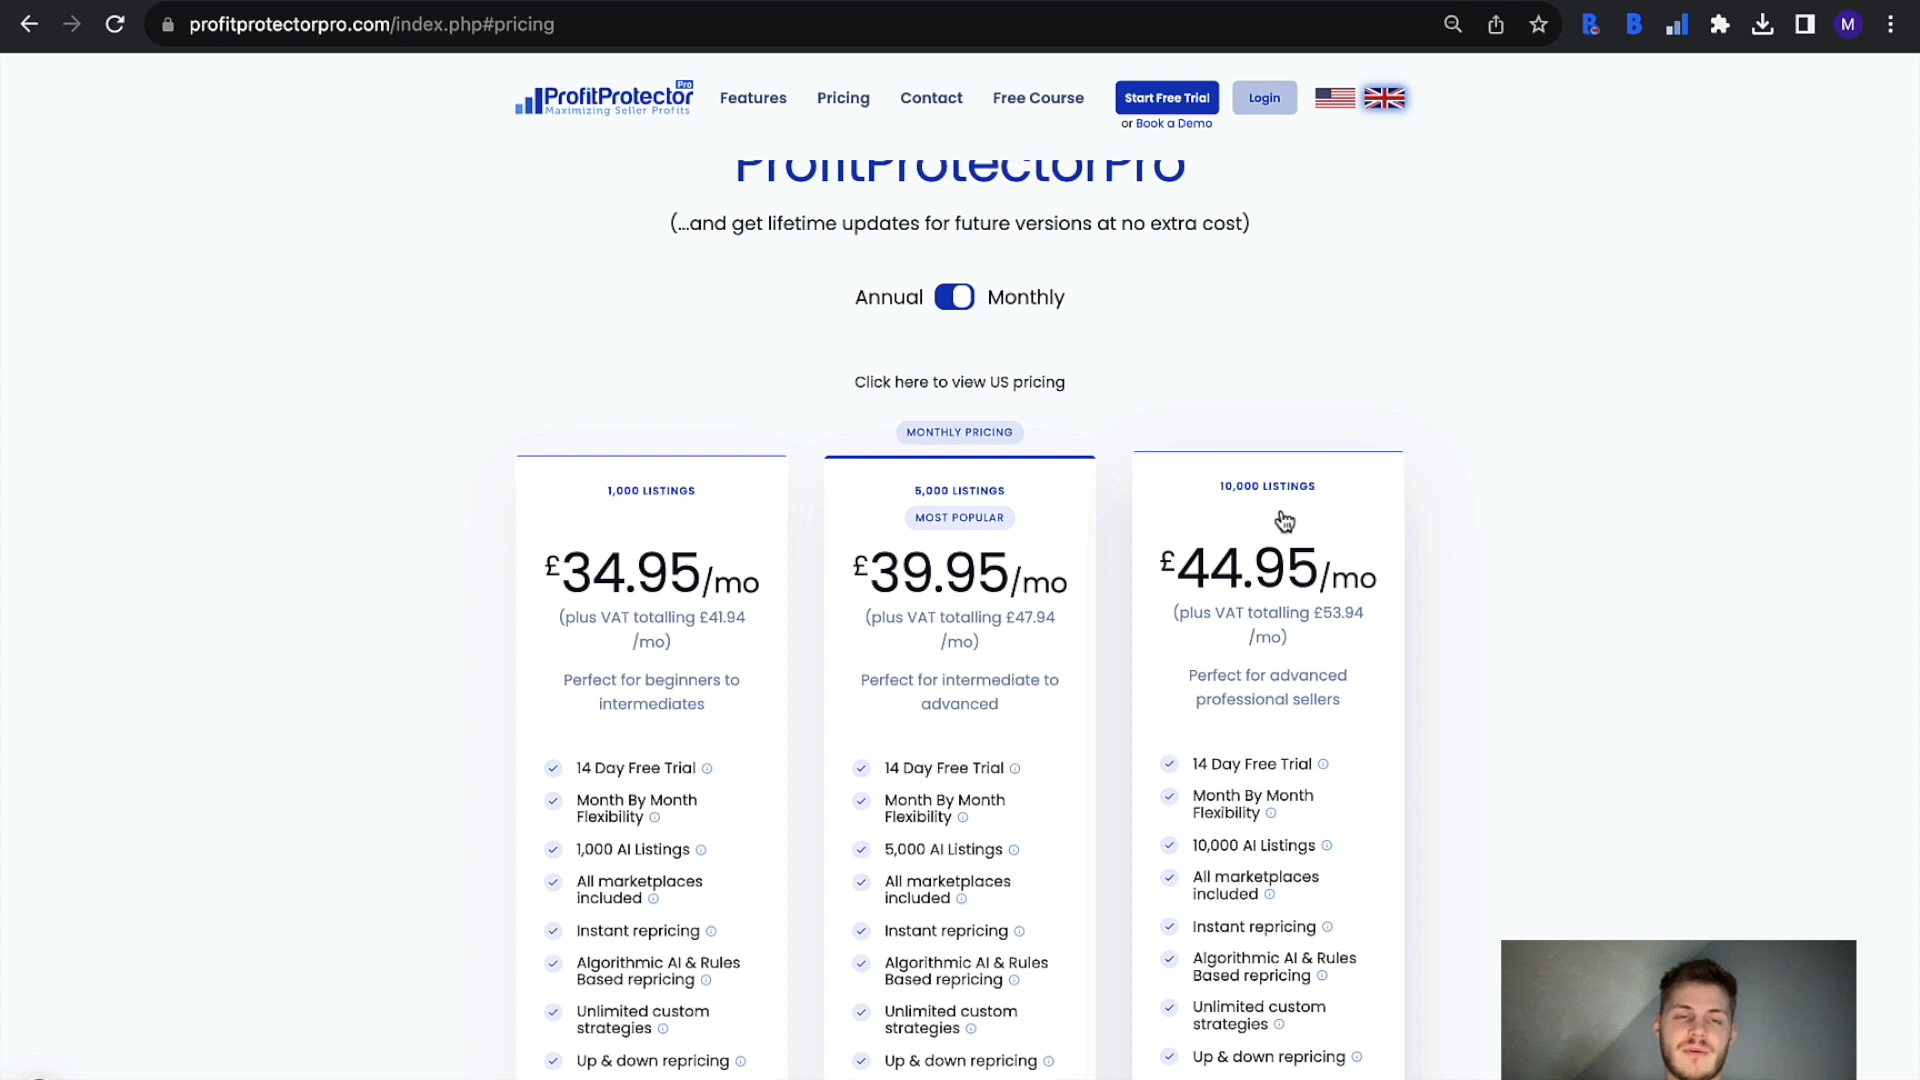 profitprotectorpro.com/index.php#pricing
M
ProfitProtector Pro
Maximizing Seller Profits
Features
Pricing
Contact
Free Course
Start Free Trial
or Book a Demo
Login
ProfitProtectorPro
(...and get lifetime updates for future versions at no extra cost)
Annual
Monthly
Click here to view US pricing
MONTHLY PRICING
1,000 LISTINGS
£34.95/mo
(plus VAT totalling £41.94
/mo)
Perfect for beginners to
intermediates
14 Day Free Trial
Month By Month
Flexibility
1,000 AI Listings
All marketplaces
included
Instant repricing
Algorithmic AI & Rules
Based repricing
Unlimited custom
strategies
Up & down repricing
5,000 LISTINGS
MOST POPULAR
£39.95/mo
(plus VAT totalling £47.94
/mo)
Perfect for intermediate to
advanced
14 Day Free Trial
Month By Month
Flexibility
5,000 AI Listings
All marketplaces
included
Instant repricing
Algorithmic AI & Rules
Based repricing
Unlimited custom
strategies
Up & down repricing
10,000 LISTINGS
£44.95/mo
(plus VAT totalling £53.94
/mo)
Perfect for advanced
professional sellers
14 Day Free Trial
Month By Month
Flexibility
10,000 AI Listings
All marketplaces
included
Instant repricing
Algorithmic AI & Rules
Based repricing
Unlimited custom
strategies
Up & down repricing